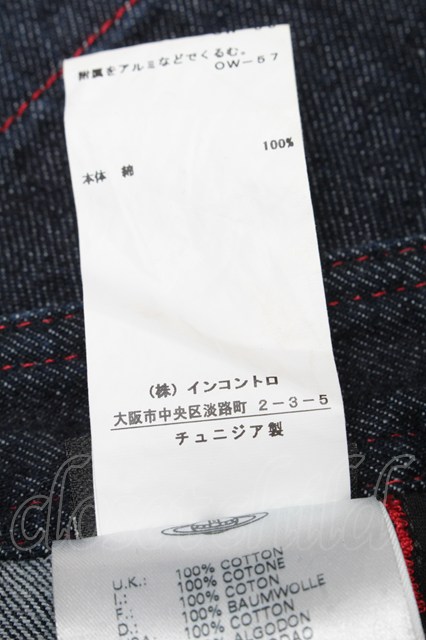 附属をアルミなどでくるむ。
OW-57
100%
本体 綿
(株) インコントロ
大阪市中央区淡路町 2-3-5
チュニジア製
U.K.: 100% COTTON
I.: 100% COTONE
F.: 100% COTON
D.: 100% BAUMWOLLE
100% COTTON
ALGODON